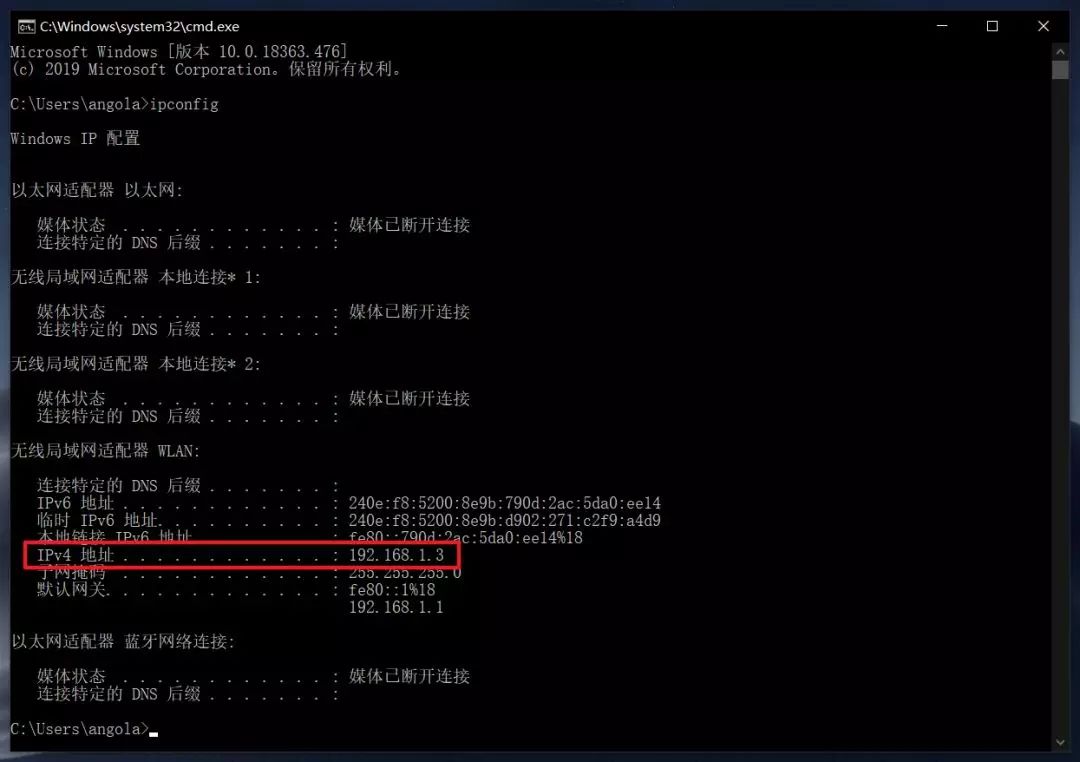 C:\Windows\system32\cmd.exe
Microsoft Windows [版本 10.0.18363.476]
(c) 2019 Microsoft Corporation。保留所有权利。
C:\Users\angola>ipconfig
Windows IP 配置
以太网适配器 以太网:
媒体状态 . . . . . . . . . . . . : 媒体已断开连接
连接特定的 DNS 后缀 . . . . . . . :
无线局域网适配器 本地连接* 1:
媒体状态 . . . . . . . . . . . . : 媒体已断开连接
连接特定的 DNS 后缀 . . . . . . . :
无线局域网适配器 本地连接* 2:
媒体状态 . . . . . . . . . . . . : 媒体已断开连接
连接特定的 DNS 后缀 . . . . . . . :
无线局域网适配器 WLAN:
连接特定的 DNS 后缀 . . . . . . . :
IPv6 地址 . . . . . . . . . . . . : 240e:f8:5200:8e9b:790d:2ac:5da0:ee14
临时 IPv6 地址. . . . . . . . . . : 240e:f8:5200:8e9b:d902:271:c2f9:a4d9
本地链接 IPv6 地址. . . . . . . . : fe80::790d:2ac:5da0:ee14%18
IPv4 地址 . . . . . . . . . . . . : 192.168.1.3
子网掩码 . . . . . . . . . . . . : 255.255.255.0
默认网关. . . . . . . . . . . . . : fe80::1%18
192.168.1.1
以太网适配器 蓝牙网络连接:
媒体状态 . . . . . . . . . . . . : 媒体已断开连接
连接特定的 DNS 后缀 . . . . . . . :
C:\Users\angola>